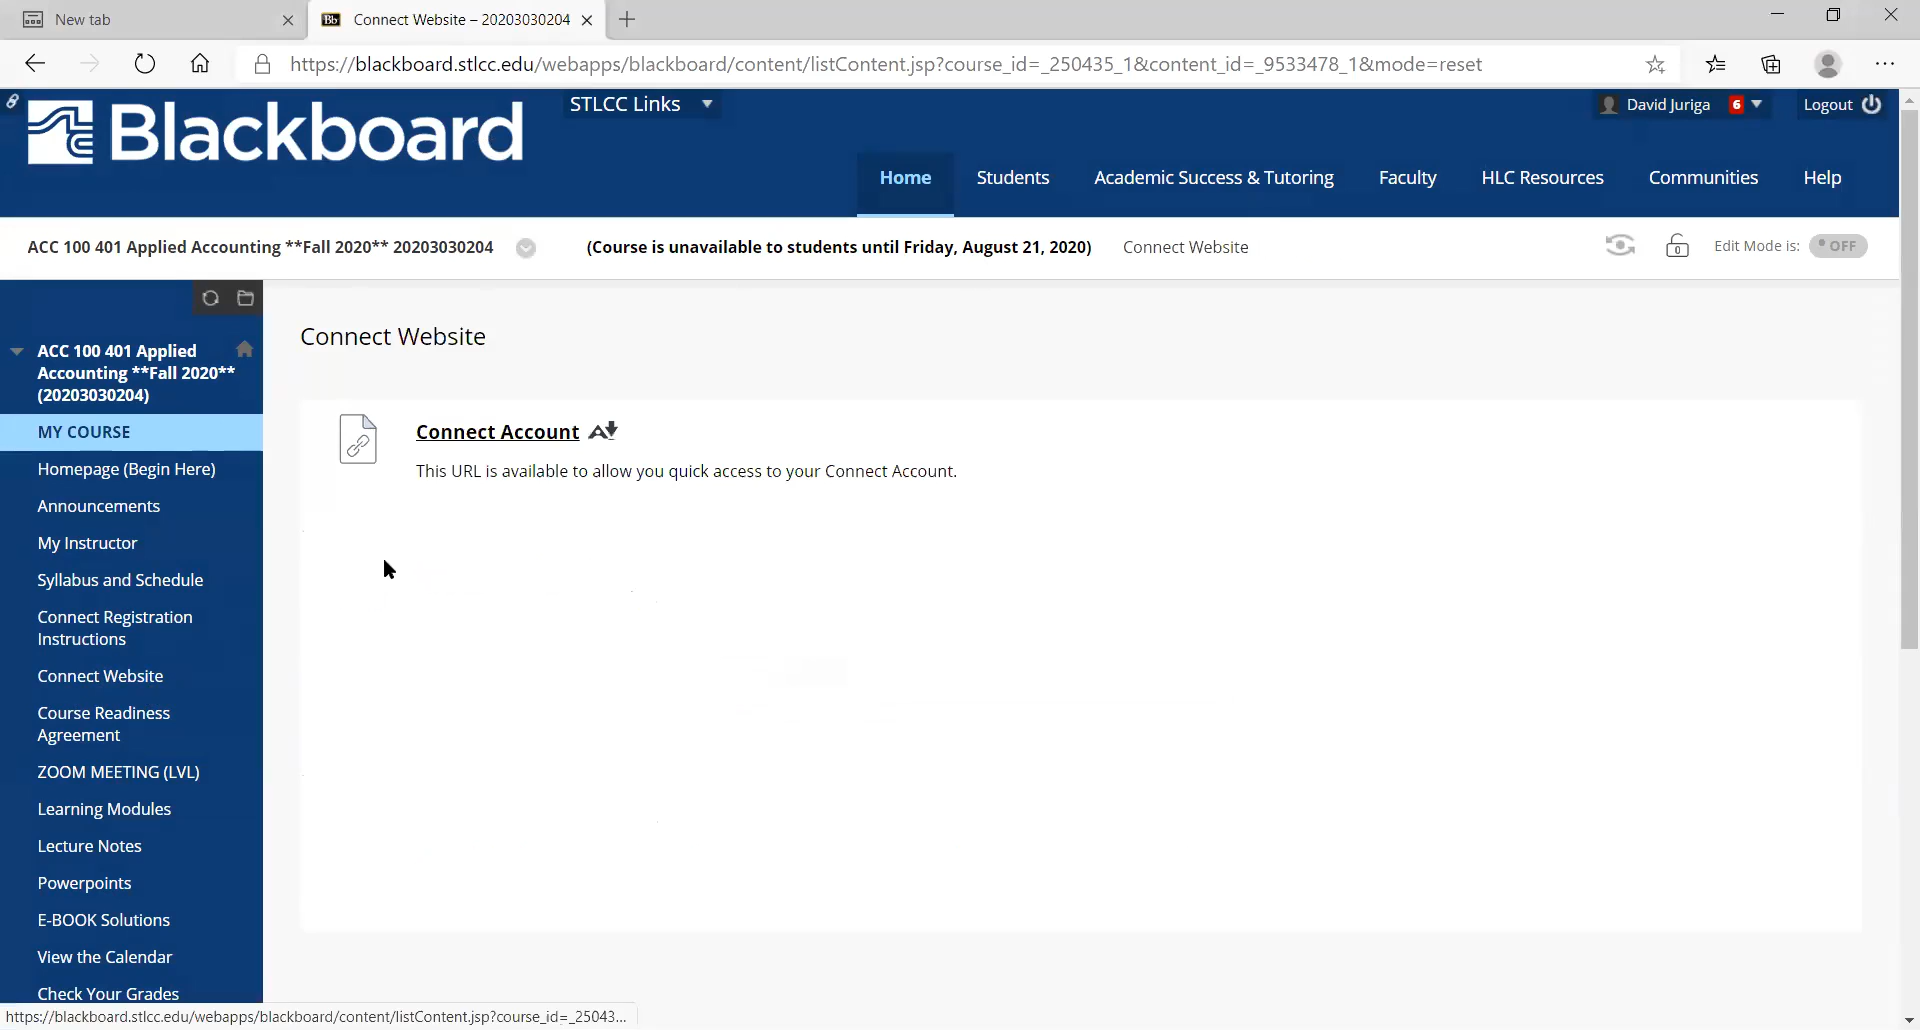 New tab
Bb Connect Website – 20203030204
https://blackboard.stlcc.edu/webapps/blackboard/content/listContent.jsp?course_id=_250435_1&content_id=_9533478_1&mode=reset
Blackboard
STLCC Links
David Juriga 6
Logout
Home Students Academic Success & Tutoring Faculty HLC Resources Communities Help
ACC 100 401 Applied Accounting **Fall 2020** 20203030204 (Course is unavailable to students until Friday, August 21, 2020) Connect Website Edit Mode is: OFF
ACC 100 401 Applied
Accounting **Fall 2020**
(20203030204)
MY COURSE
Homepage (Begin Here)
Announcements
My Instructor
Syllabus and Schedule
Connect Registration
Instructions
Connect Website
Course Readiness
Agreement
ZOOM MEETING (LVL)
Learning Modules
Lecture Notes
Powerpoints
E-BOOK Solutions
View the Calendar
Check Your Grades
Connect Website
Connect Account
This URL is available to allow you quick access to your Connect Account.
https://blackboard.stlcc.edu/webapps/blackboard/content/listContent.jsp?course_id=_25043...